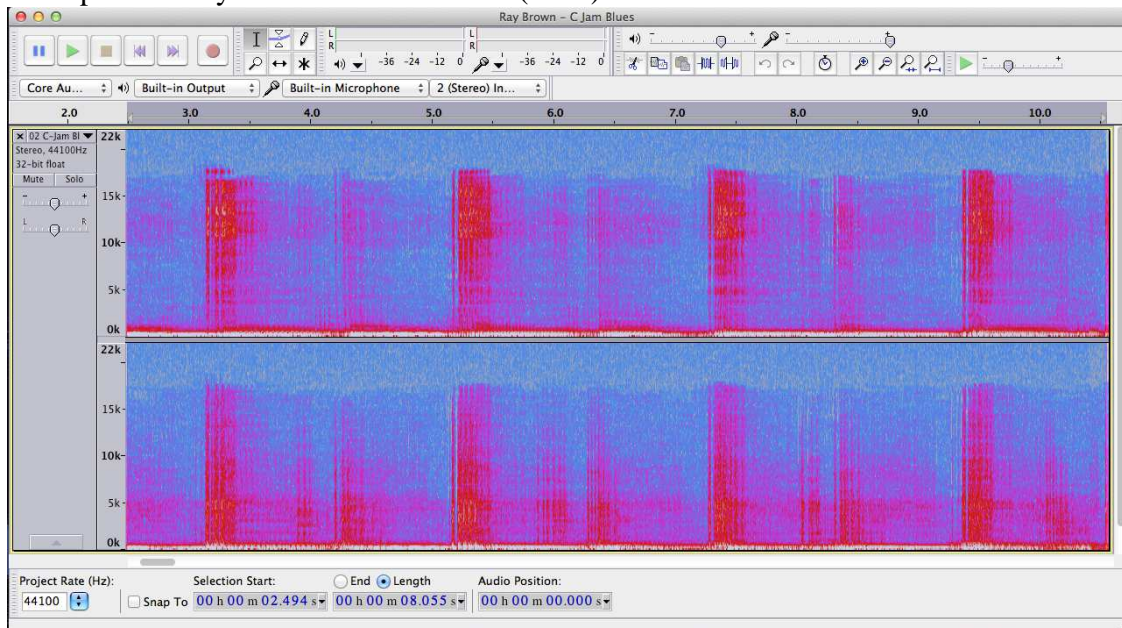 Ray Brown – C Jam Blues
L
R
-36 -24 -12 0
L
R
-36 -24 -12 0
Core Au...
Built-in Output
Built-in Microphone
2 (Stereo) In...
2.0 3.0 4.0 5.0 6.0 7.0 8.0 9.0 10.0
02 C-Jam Bl
Stereo, 44100Hz
32-bit float
Mute Solo
- +
L R
22k
15k-
10k-
5k-
0k
22k
15k-
10k-
5k-
0k
Project Rate (Hz): Selection Start: End Length Audio Position:
44100 Snap To 00 h 00 m 02.494 s 00 h 00 m 08.055 s 00 h 00 m 00.000 s